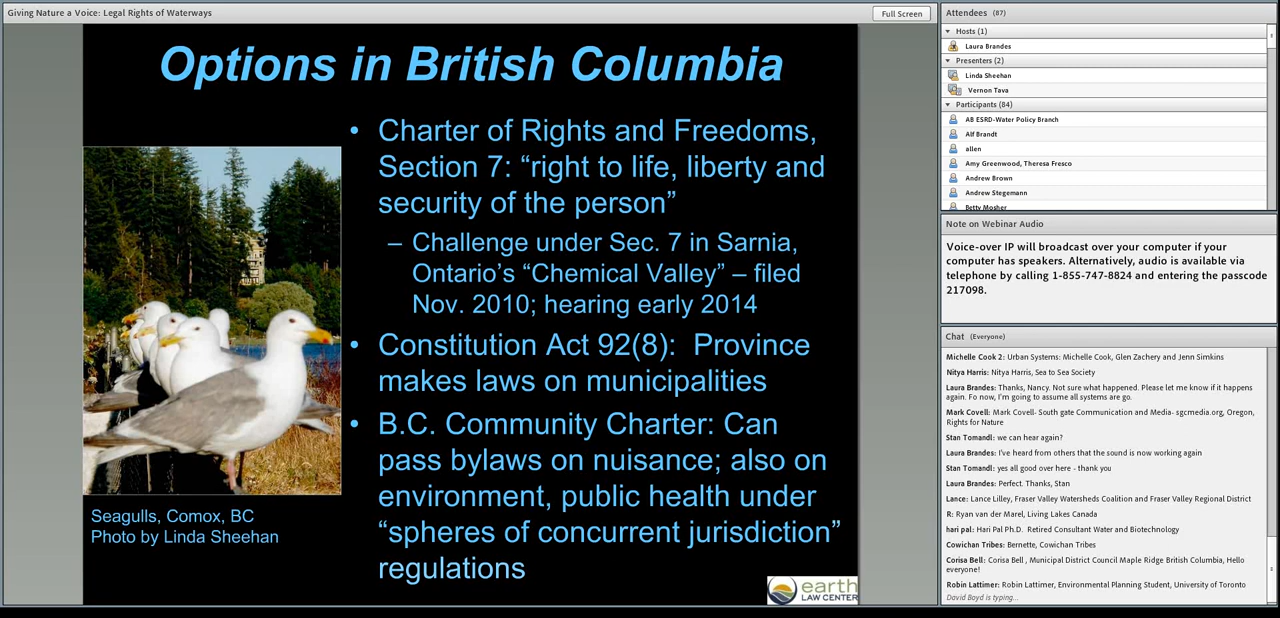 Giving Nature a Voice: Legal Rights of Waterways
Full Screen
Options in British Columbia
• Charter of Rights and Freedoms,
Section 7: “right to life, liberty and
security of the person”
– Challenge under Sec. 7 in Sarnia,
Ontario’s “Chemical Valley” – filed
Nov. 2010; hearing early 2014
• Constitution Act 92(8): Province
makes laws on municipalities
• B.C. Community Charter: Can
pass bylaws on nuisance; also on
environment, public health under
“spheres of concurrent jurisdiction”
regulations
Seagulls, Comox, BC
Photo by Linda Sheehan
earth
LAW CENTER
Attendees (87)
Hosts (1)
Laura Brandes
Presenters (2)
Linda Sheehan
Vernon Tava
Participants (84)
AB ESRD-Water Policy Branch
Alf Brandt
allen
Amy Greenwood, Theresa Fresco
Andrew Brown
Andrew Stegemann
Betty Mosher
Note on Webinar Audio
Voice-over IP will broadcast over your computer if your
computer has speakers. Alternatively, audio is available via
telephone by calling 1-855-747-8824 and entering the passcode
217098.
Chat (Everyone)
Michelle Cook 2: Urban Systems: Michelle Cook, Glen Zachery and Jenn Simkins
Nitya Harris: Nitya Harris, Sea to Sea Society
Laura Brandes: Thanks, Nancy. Not sure what happened. Please let me know if it happens
again. Fo now, I'm going to assume all systems are go.
Mark Covell: Mark Covell- South gate Communication and Media- sgcmedia.org, Oregon,
Rights for Nature
Stan Tomandl: we can hear again?
Laura Brandes: I've heard from others that the sound is now working again
Stan Tomandl: yes all good over here - thank you
Laura Brandes: Perfect. Thanks, Stan
Lance: Lance Lilley, Fraser Valley Watersheds Coalition and Fraser Valley Regional District
R: Ryan van der Marel, Living Lakes Canada
hari pal: Hari Pal Ph.D. Retired Consultant Water and Biotechnology
Cowichan Tribes: Bernette, Cowichan Tribes
Corisa Bell: Corisa Bell , Municipal District Council Maple Ridge British Columbia, Hello
everyone!
Robin Lattimer: Robin Lattimer, Environmental Planning Student, University of Toronto
David Boyd is typing...